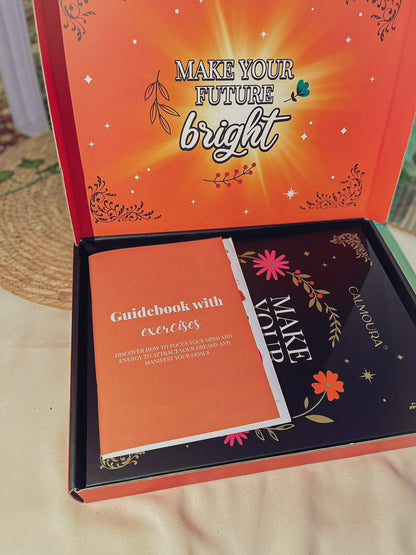 MAKE YOUR
FUTURE
bright
Guidebook with
exercises
DISCOVER HOW TO FOCUS YOUR MIND AND
ENERGY TO ATTRACT YOUR DREAMS AND
MANIFEST YOUR GOALS
MAKE
YOUR
CALMOURA®